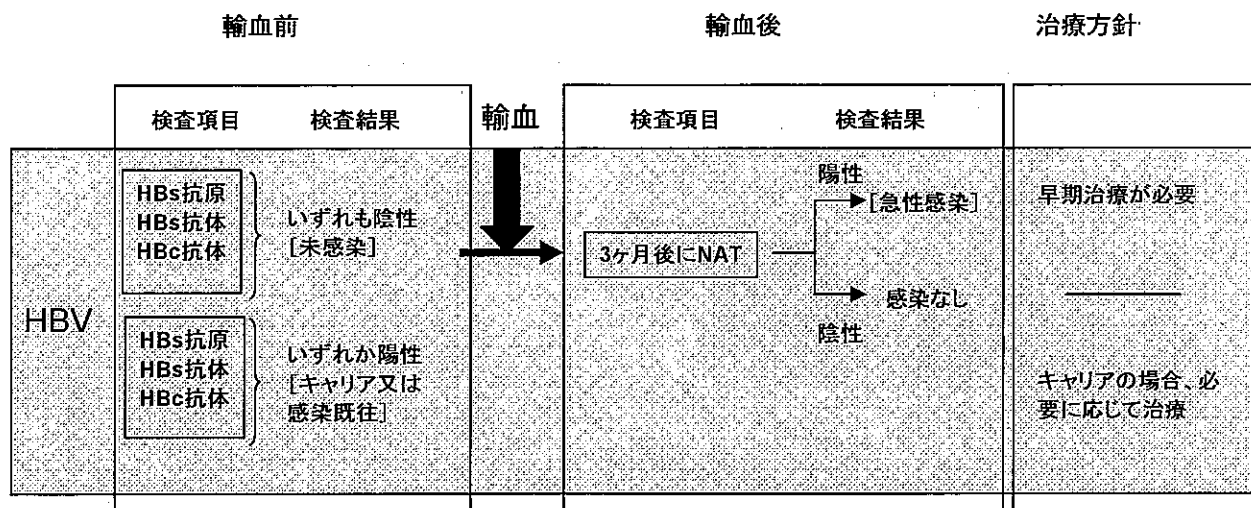 輸血前
輸血後
治療方針
検査項目
検査結果
輸血
検査項目
検査結果
HBV
HBs抗原
HBs抗体
HBc抗体
いずれも陰性
[未感染]
3ヶ月後にNAT
陽性
[急性感染]
感染なし
陰性
早期治療が必要
HBs抗原
HBs抗体
HBc抗体
いずれか陽性
[キャリア又は
感染既往]
キャリアの場合、必
要に応じて治療